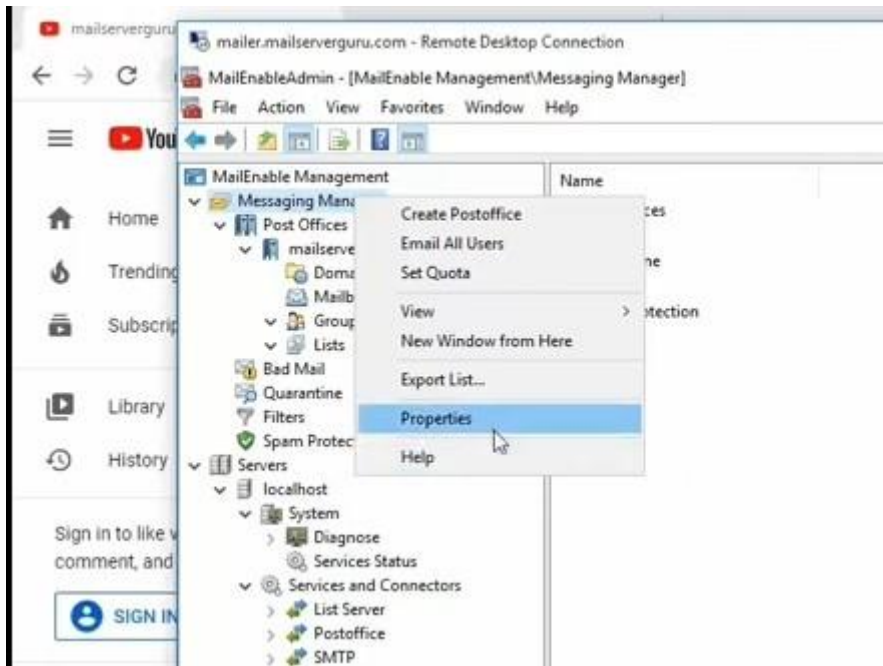 mailserverguru
mailer.mailserverguru.com - Remote Desktop Connection
MailEnableAdmin - [MailEnable Management\Messaging Manager]
File Action View Favorites Window Help
You
MailEnable Management
Name
Messaging Mana
Create Postoffice
ces
Home
Post Offices
Email All Users
mailserve
Trending
Doma
Set Quota
ne
Mailb
View
otection
Subscrip
Group
New Window from Here
Lists
Bad Mail
Export List...
Library
Quarantine
Filters
Properties
Spam Protec
History
Servers
Help
localhost
Sign in to like v
System
comment, and
Diagnose
Services Status
Services and Connectors
SIGN IN
List Server
Postoffice
SMTP